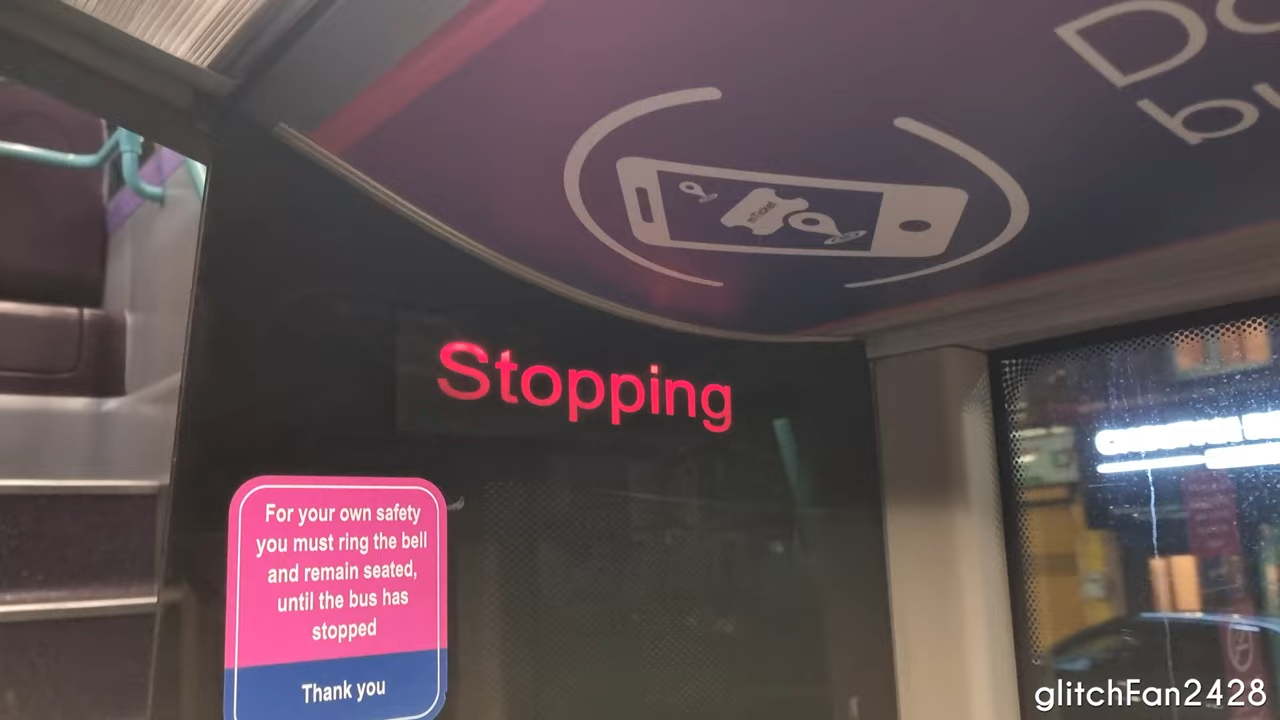 mTicket
Stopping
For your own safety
you must ring the bell
and remain seated,
until the bus has
stopped
Thank you
glitchFan2428